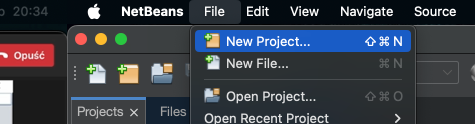 20:34 NetBeans File Edit View Navigate Source
Opuść
New Project... ⇧⌘N
New File... ⌘N
Open Project... ⇧⌘O
Projects × Files
Open Recent Project >